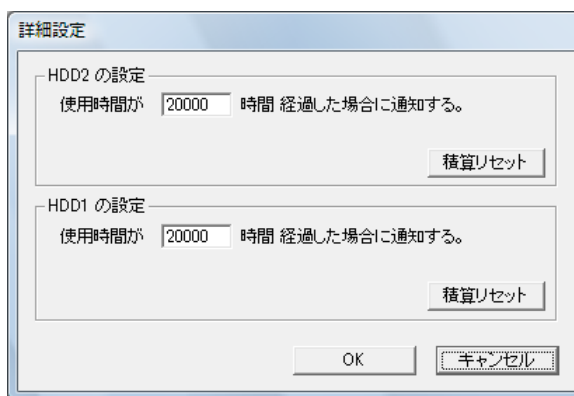 詳細設定
HDD2 の設定
使用時間が 20000 時間 経過した場合に通知する。
積算リセット
HDD1 の設定
使用時間が 20000 時間 経過した場合に通知する。
積算リセット
OK キャンセル